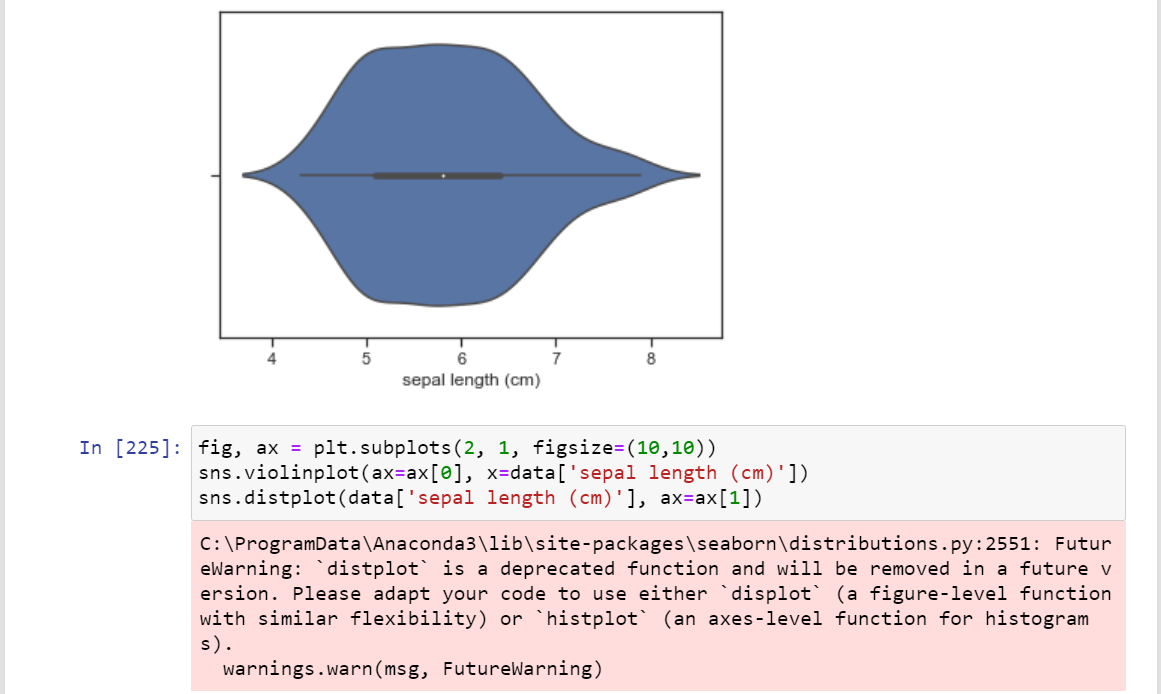 4 5 6 7 8
sepal length (cm)
In [225]: fig, ax = plt.subplots(2, 1, figsize=(10,10))
sns.violinplot(ax=ax[0], x=data['sepal length (cm)'])
sns.distplot(data['sepal length (cm)'], ax=ax[1])
C:\ProgramData\Anaconda3\lib\site-packages\seaborn\distributions.py:2551: Futur
eWarning: `distplot` is a deprecated function and will be removed in a future v
ersion. Please adapt your code to use either `displot` (a figure-level function
with similar flexibility) or `histplot` (an axes-level function for histogram
s).
  warnings.warn(msg, FutureWarning)